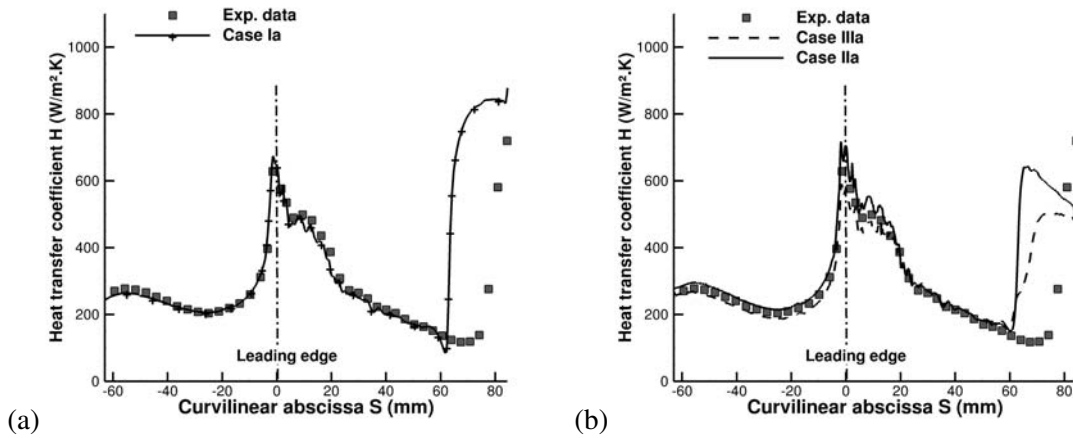 Exp. data
Case Ia
Heat transfer coefficient H (W/m².K)
1000
800
600
400
200
0
Leading edge
-60 -40 -20 0 20 40 60 80
Curvilinear abscissa S (mm)
(a)
Exp. data
Case IIIa
Case IIa
Heat transfer coefficient H (W/m².K)
1000
800
600
400
200
0
Leading edge
-60 -40 -20 0 20 40 60 80
Curvilinear abscissa S (mm)
(b)